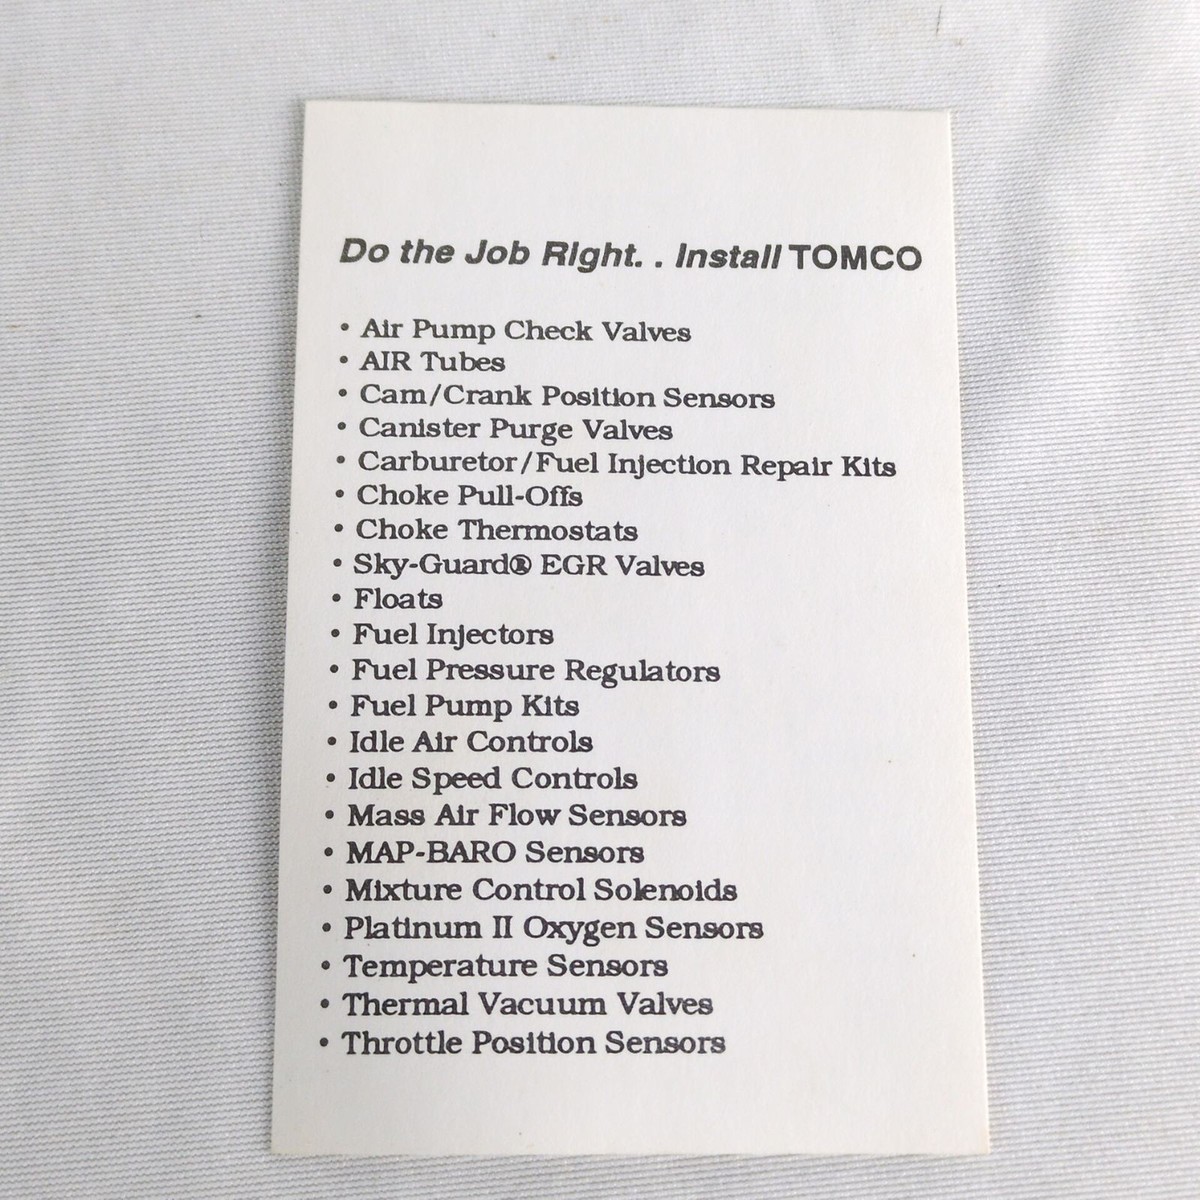 Do the Job Right. . Install TOMCO
• Air Pump Check Valves
• AIR Tubes
• Cam/Crank Position Sensors
• Canister Purge Valves
• Carburetor/Fuel Injection Repair Kits
• Choke Pull-Offs
• Choke Thermostats
• Sky-Guard® EGR Valves
• Floats
• Fuel Injectors
• Fuel Pressure Regulators
• Fuel Pump Kits
• Idle Air Controls
• Idle Speed Controls
• Mass Air Flow Sensors
• MAP-BARO Sensors
• Mixture Control Solenoids
• Platinum II Oxygen Sensors
• Temperature Sensors
• Thermal Vacuum Valves
• Throttle Position Sensors